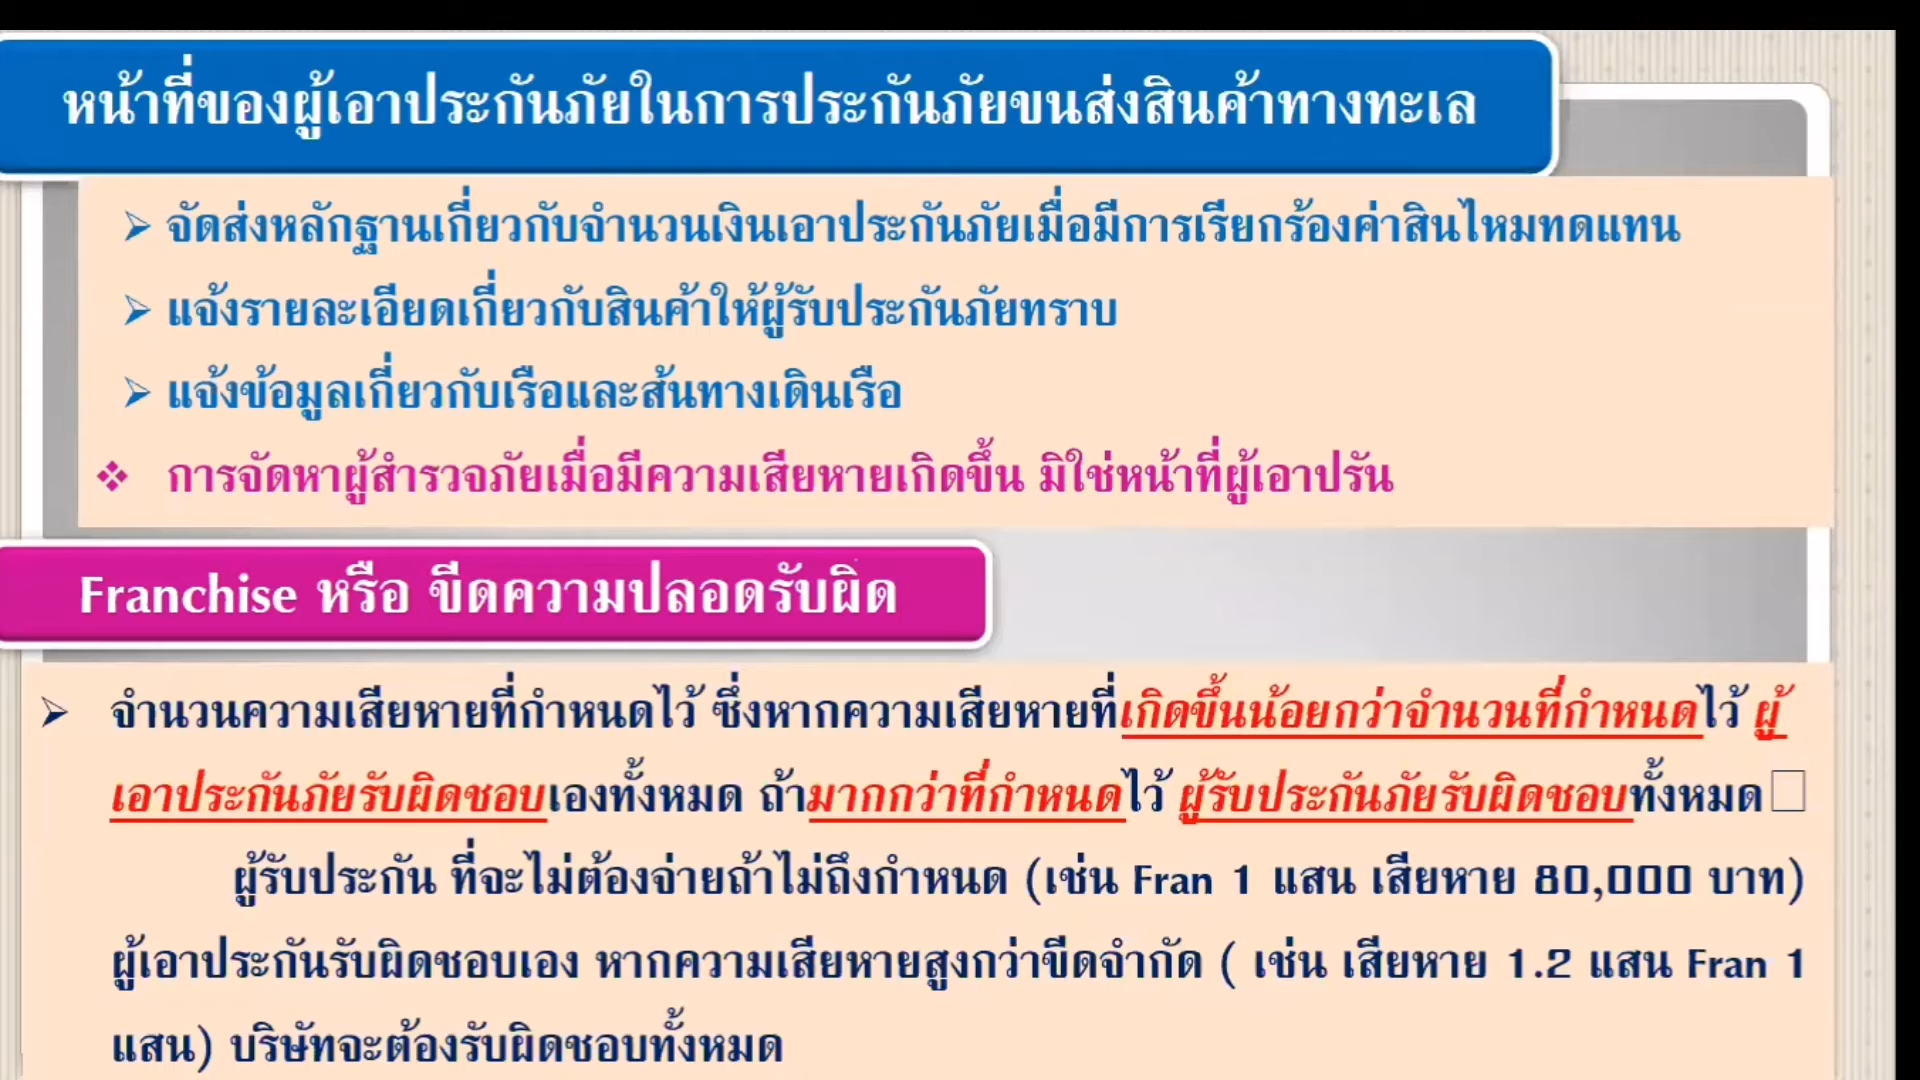 หน้าที่ของผู้เอาประกันภัยในการประกันภัยขนส่งสินค้าทางทะเล
➢ จัดส่งหลักฐานเกี่ยวกับจำนวนเงินเอาประกันภัยเมื่อมีการเรียกร้องค่าสินไหมทดแทน
➢ แจ้งรายละเอียดเกี่ยวกับสินค้าให้ผู้รับประกันภัยทราบ
➢ แจ้งข้อมูลเกี่ยวกับเรือและส้นทางเดินเรือ
❖ การจัดหาผู้สำรวจภัยเมื่อมีความเสียหายเกิดขึ้น มิใช่หน้าที่ผู้เอาปรัน
Franchise หรือ ขีดความปลอดรับผิด
➢ จำนวนความเสียหายที่กำหนดไว้ ซึ่งหากความเสียหายที่เกิดขึ้นน้อยกว่าจำนวนที่กำหนดไว้ ผู้
เอาประกันภัยรับผิดชอบเองทั้งหมด ถ้ามากกว่าที่กำหนดไว้ ผู้รับประกันภัยรับผิดชอบทั้งหมด□
ผู้รับประกัน ที่จะไม่ต้องจ่ายถ้าไม่ถึงกำหนด (เช่น Fran 1 แสน เสียหาย 80,000 บาท)
ผู้เอาประกันรับผิดชอบเอง หากความเสียหายสูงกว่าขีดจำกัด ( เช่น เสียหาย 1.2 แสน Fran 1
แสน) บริษัทจะต้องรับผิดชอบทั้งหมด